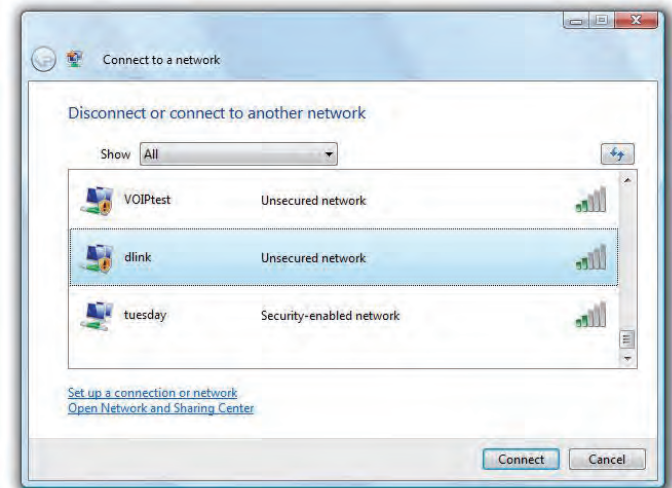 Connect to a network
Disconnect or connect to another network
Show All
VOIPtest Unsecured network
dlink Unsecured network
tuesday Security-enabled network
Set up a connection or network
Open Network and Sharing Center
Connect Cancel